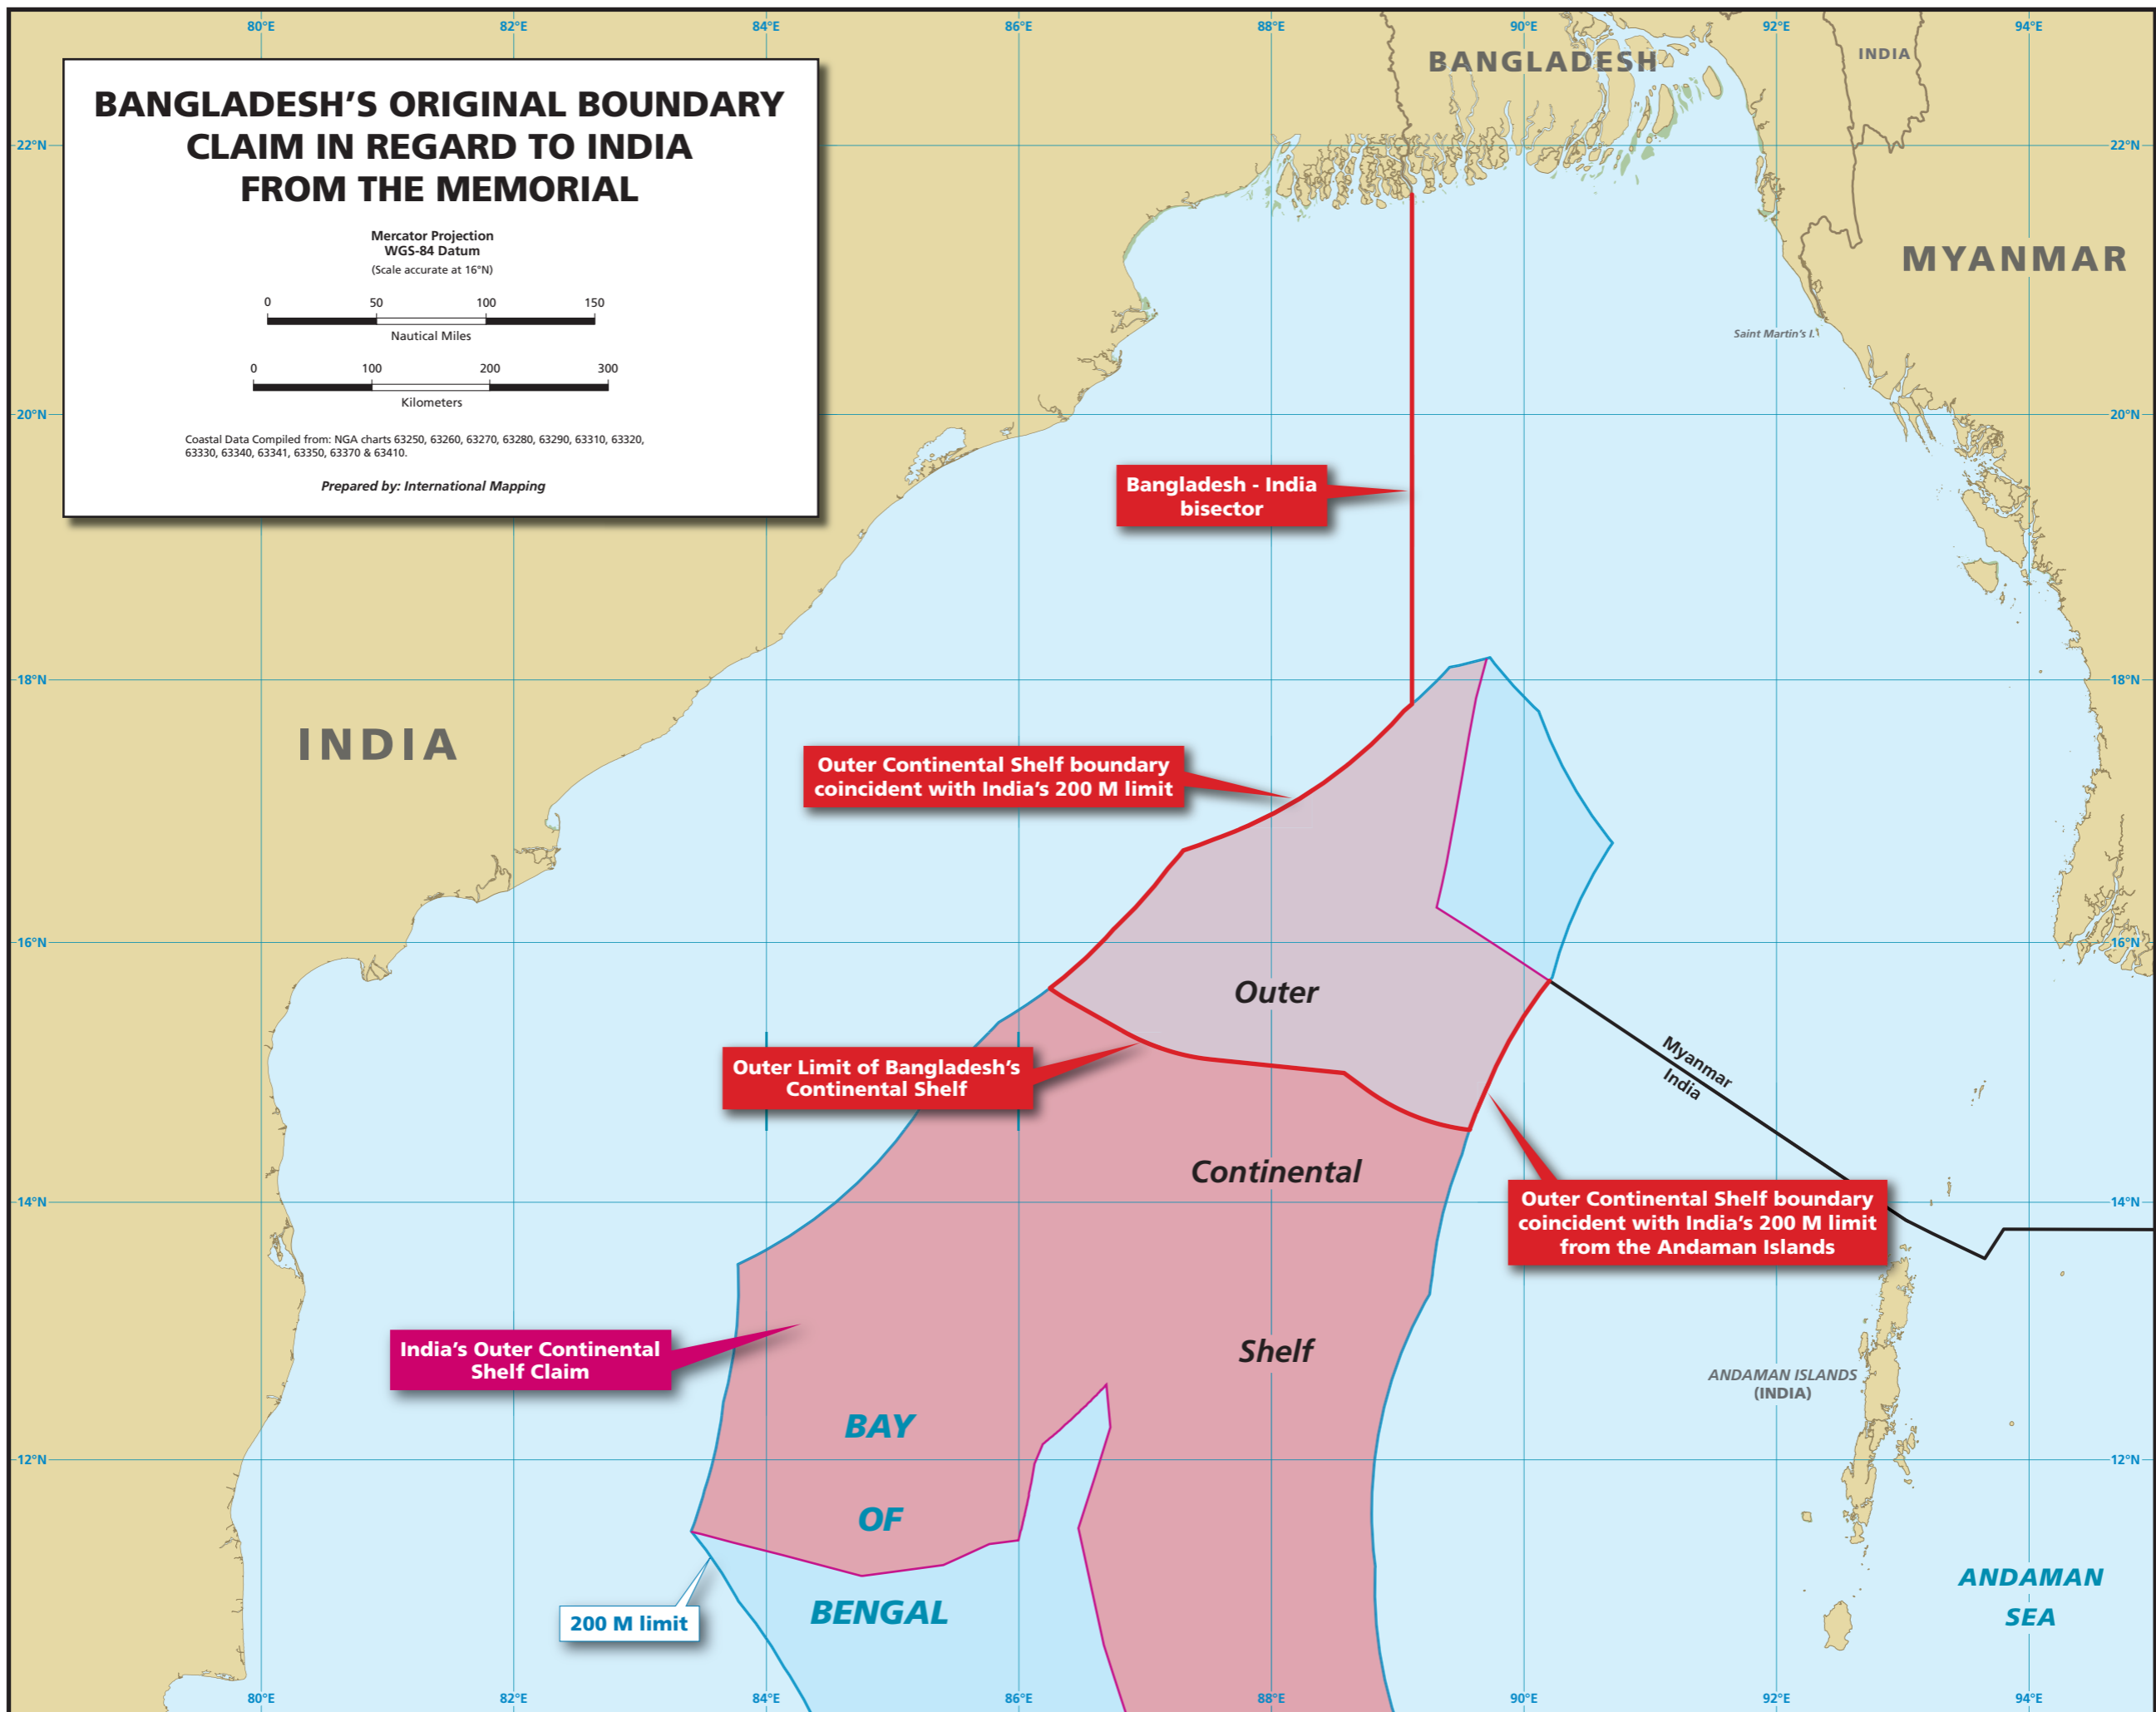 80°E 82°E 84°E 86°E 88°E 90°E 92°E 94°E
BANGLADESH
INDIA
BANGLADESH'S ORIGINAL BOUNDARY
CLAIM IN REGARD TO INDIA
FROM THE MEMORIAL
Mercator Projection
WGS-84 Datum
(Scale accurate at 16°N)
0 50 100 150
Nautical Miles
0 100 200 300
Kilometers
Coastal Data Compiled from: NGA charts 63250, 63260, 63270, 63280, 63290, 63310, 63320,
63330, 63340, 63341, 63350, 63370 & 63410.
Prepared by: International Mapping
22°N 22°N
MYANMAR
Saint Martin's I.
20°N 20°N
Bangladesh - India
bisector
18°N 18°N
INDIA
Outer Continental Shelf boundary
coincident with India's 200 M limit
16°N 16°N
Outer
Myanmar
India
Outer Limit of Bangladesh's
Continental Shelf
Continental
14°N 14°N
Outer Continental Shelf boundary
coincident with India's 200 M limit
from the Andaman Islands
India's Outer Continental
Shelf Claim
Shelf
ANDAMAN ISLANDS
(INDIA)
BAY
12°N 12°N
OF
BENGAL
200 M limit
ANDAMAN
SEA
80°E 82°E 84°E 86°E 88°E 90°E 92°E 94°E